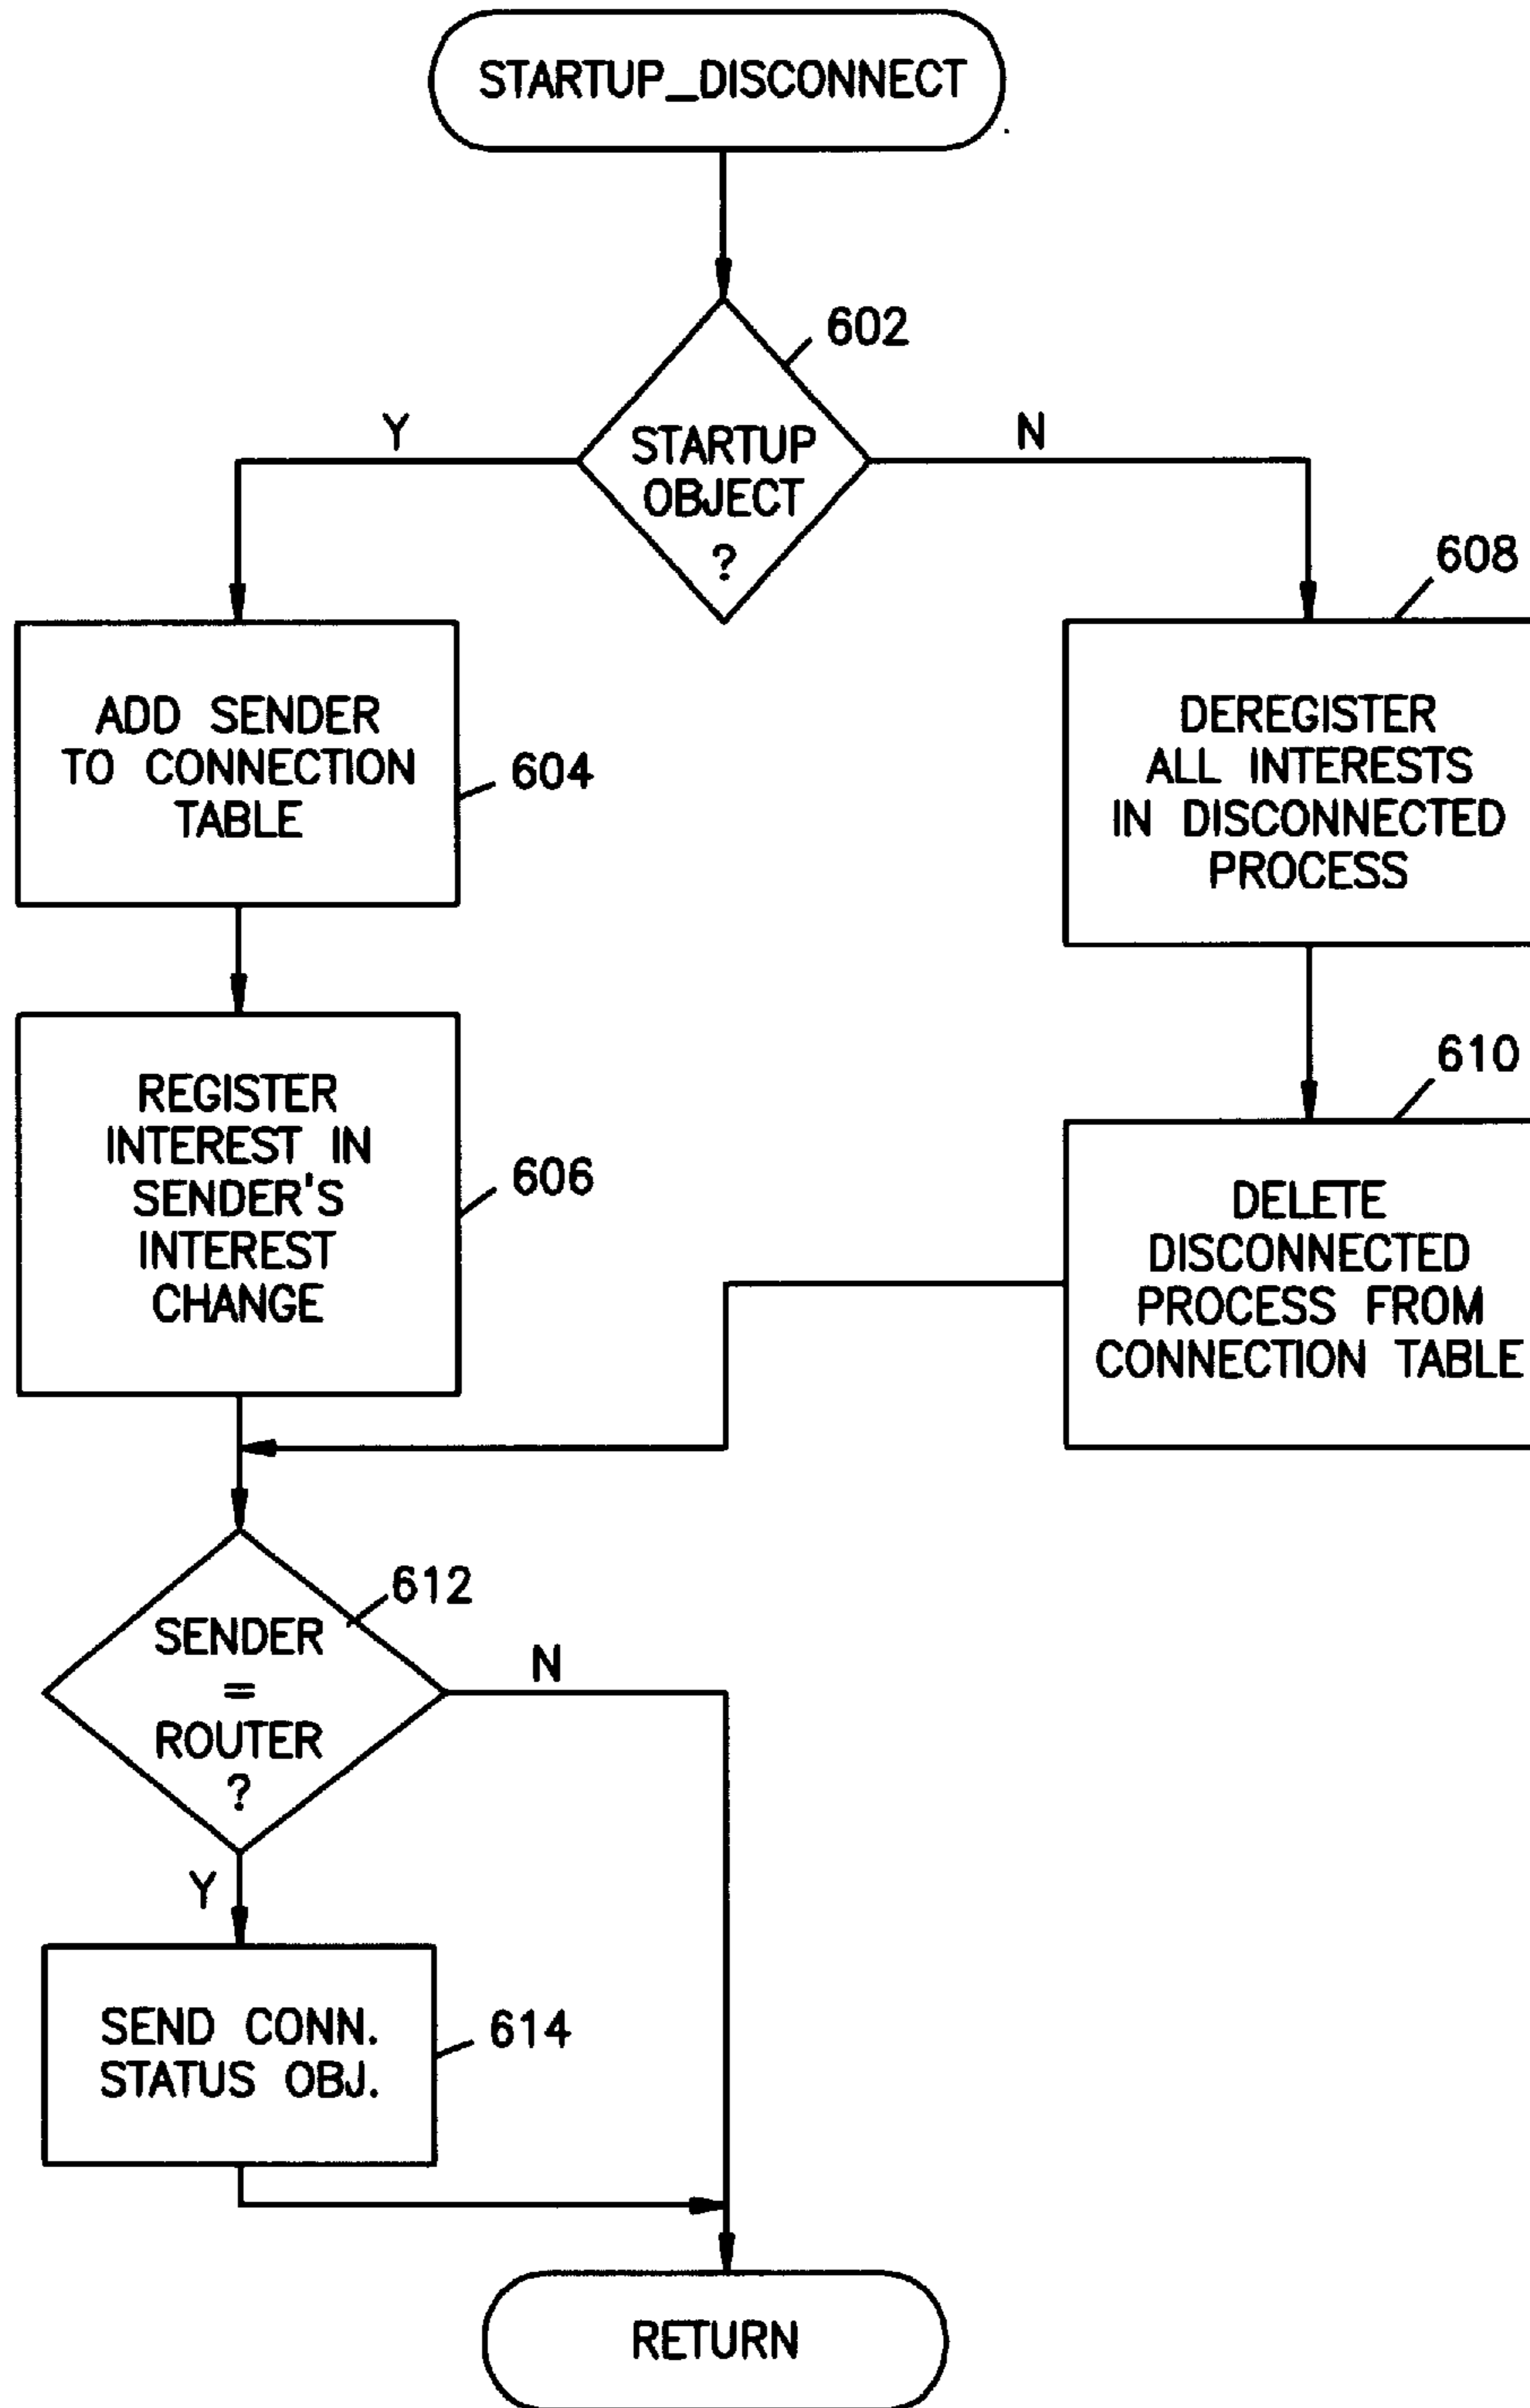 STARTUP_DISCONNECT
602
Y
N
STARTUP
OBJECT
?
608
ADD SENDER
TO CONNECTION
TABLE
604
DEREGISTER
ALL INTERESTS
IN DISCONNECTED
PROCESS
610
REGISTER
INTEREST IN
SENDER'S
INTEREST
CHANGE
606
DELETE
DISCONNECTED
PROCESS FROM
CONNECTION TABLE
612
SENDER
=
ROUTER
?
N
Y
SEND CONN.
STATUS OBJ.
614
RETURN